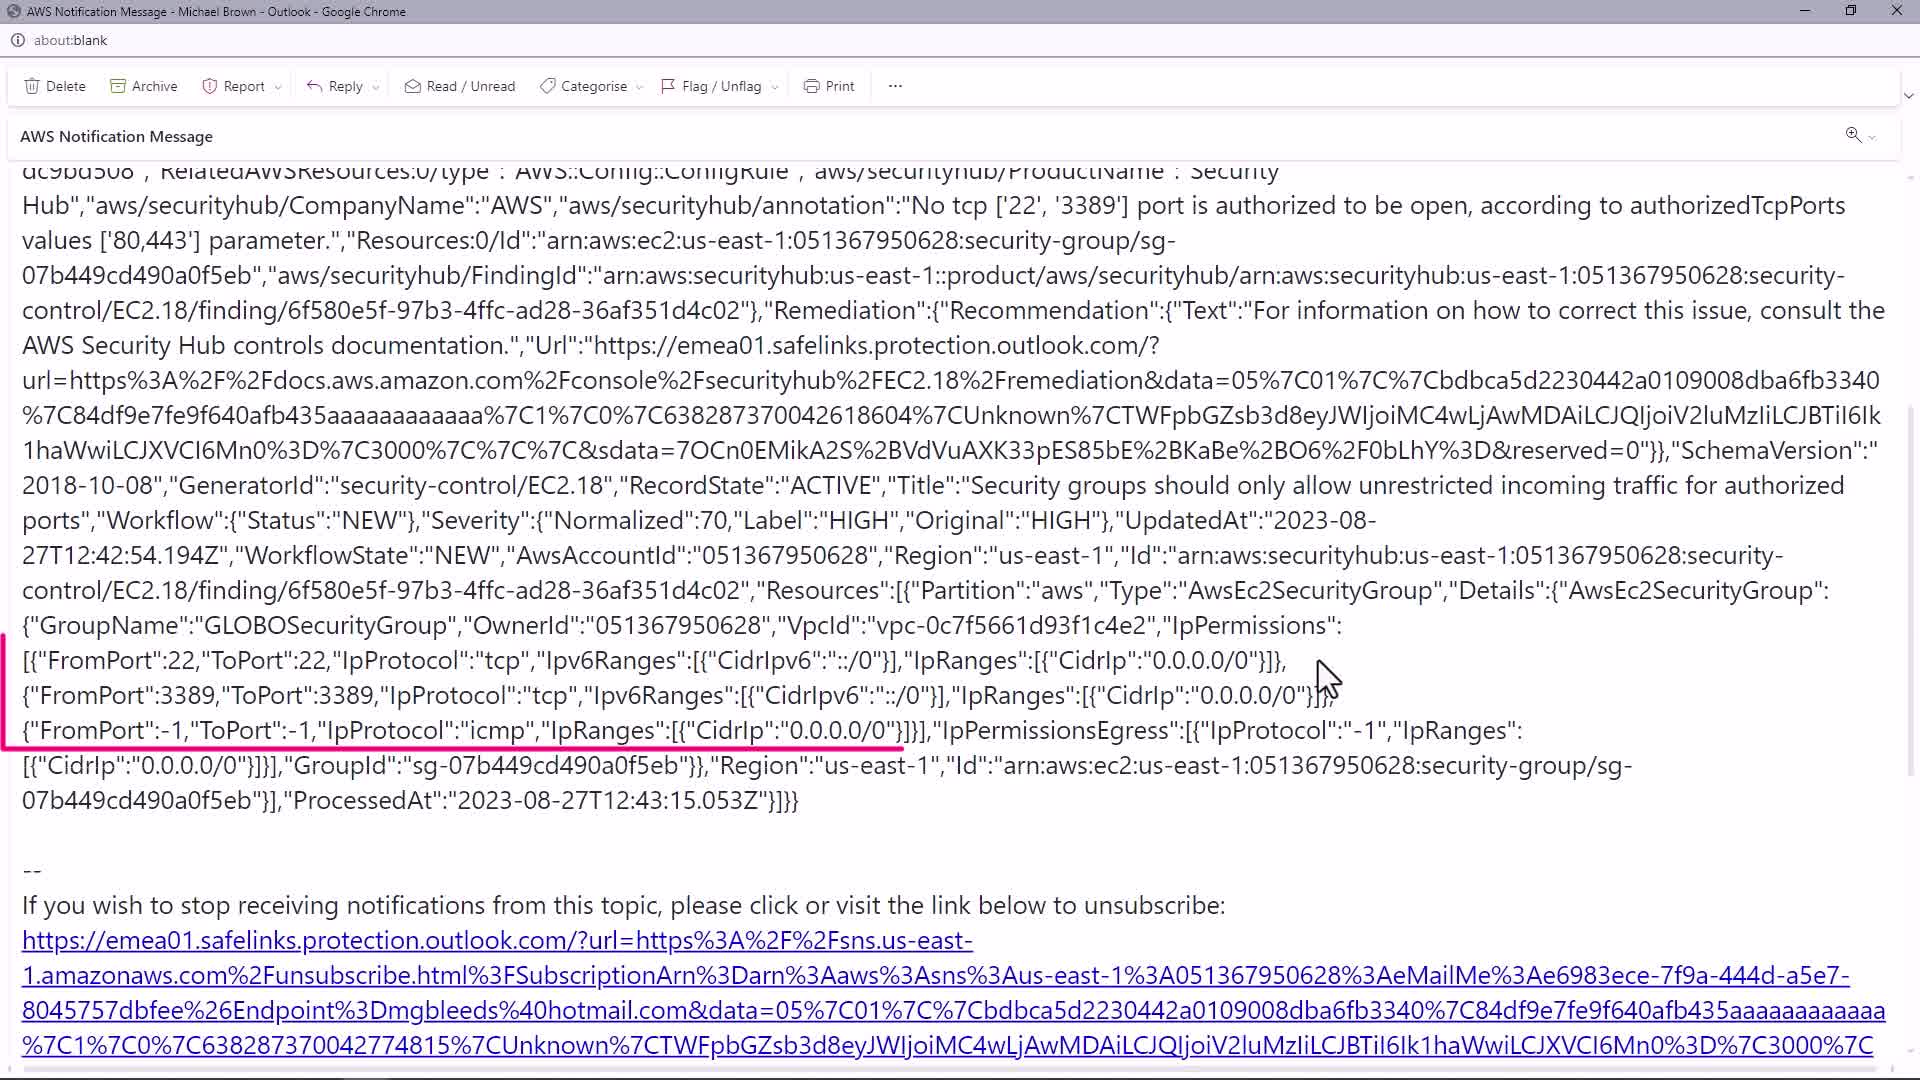 AWS Notification Message - Michael Brown - Outlook - Google Chrome
about:blank
Delete Archive Report Reply Read / Unread Categorise Flag / Unflag Print ...
AWS Notification Message
dc9bd508","RelatedAWSResources:0/type":"AWS::Config::ConfigRule","aws/securityhub/ProductName":"Security
Hub","aws/securityhub/CompanyName":"AWS","aws/securityhub/annotation":"No tcp ['22', '3389'] port is authorized to be open, according to authorizedTcpPorts
values ['80,443'] parameter.","Resources:0/Id":"arn:aws:ec2:us-east-1:051367950628:security-group/sg-
07b449cd490a0f5eb","aws/securityhub/FindingId":"arn:aws:securityhub:us-east-1::product/aws/securityhub/arn:aws:securityhub:us-east-1:051367950628:security-
control/EC2.18/finding/6f580e5f-97b3-4ffc-ad28-36af351d4c02"},"Remediation":{"Recommendation":{"Text":"For information on how to correct this issue, consult the
AWS Security Hub controls documentation.","Url":"https://emea01.safelinks.protection.outlook.com/?
url=https%3A%2F%2Fdocs.aws.amazon.com%2Fconsole%2Fsecurityhub%2FEC2.18%2Fremediation&data=05%7C01%7C%7Cbdbca5d2230442a0109008dba6fb3340
%7C84df9e7fe9f640afb435aaaaaaaaaaaa%7C1%7C0%7C638287370042618604%7CUnknown%7CTWFpbGZsb3d8eyJWIjoiMC4wLjAwMDAiLCJQIjoiV2luMzIiLCJBTiI6Ik
1haWwiLCJXVCI6Mn0%3D%7C3000%7C%7C%7C&sdata=7OCn0EMikA2S%2BVdVuAXK33pES85bE%2BKaBe%2BO6%2F0bLhY%3D&reserved=0"}},"SchemaVersion":"
2018-10-08","GeneratorId":"security-control/EC2.18","RecordState":"ACTIVE","Title":"Security groups should only allow unrestricted incoming traffic for authorized
ports","Workflow":{"Status":"NEW"},"Severity":{"Normalized":70,"Label":"HIGH","Original":"HIGH"},"UpdatedAt":"2023-08-
27T12:42:54.194Z","WorkflowState":"NEW","AwsAccountId":"051367950628","Region":"us-east-1","Id":"arn:aws:securityhub:us-east-1:051367950628:security-
control/EC2.18/finding/6f580e5f-97b3-4ffc-ad28-36af351d4c02","Resources":[{"Partition":"aws","Type":"AwsEc2SecurityGroup","Details":{"AwsEc2SecurityGroup":
{"GroupName":"GLOBOSecurityGroup","OwnerId":"051367950628","VpcId":"vpc-0c7f5661d93f1c4e2","IpPermissions":
[{"FromPort":22,"ToPort":22,"IpProtocol":"tcp","Ipv6Ranges":[{"CidrIpv6":"::/0"}],"IpRanges":[{"CidrIp":"0.0.0.0/0"}]},
{"FromPort":3389,"ToPort":3389,"IpProtocol":"tcp","Ipv6Ranges":[{"CidrIpv6":"::/0"}],"IpRanges":[{"CidrIp":"0.0.0.0/0"}]},
{"FromPort":-1,"ToPort":-1,"IpProtocol":"icmp","IpRanges":[{"CidrIp":"0.0.0.0/0"}]}],"IpPermissionsEgress":[{"IpProtocol":"-1","IpRanges":
[{"CidrIp":"0.0.0.0/0"}]}],"GroupId":"sg-07b449cd490a0f5eb"}},"Region":"us-east-1","Id":"arn:aws:ec2:us-east-1:051367950628:security-group/sg-
07b449cd490a0f5eb"}],"ProcessedAt":"2023-08-27T12:43:15.053Z"}]}}
--
If you wish to stop receiving notifications from this topic, please click or visit the link below to unsubscribe:
https://emea01.safelinks.protection.outlook.com/?url=https%3A%2F%2Fsns.us-east-
1.amazonaws.com%2Funsubscribe.html%3FSubscriptionArn%3Darn%3Aaws%3Asns%3Aus-east-1%3A051367950628%3AeMailMe%3Ae6983ece-7f9a-444d-a5e7-
8045757dbfee%26Endpoint%3Dmgbleeds%40hotmail.com&data=05%7C01%7C%7Cbdbca5d2230442a0109008dba6fb3340%7C84df9e7fe9f640afb435aaaaaaaaaaaa
%7C1%7C0%7C638287370042774815%7CUnknown%7CTWFpbGZsb3d8eyJWIjoiMC4wLjAwMDAiLCJQIjoiV2luMzIiLCJBTiI6Ik1haWwiLCJXVCI6Mn0%3D%7C3000%7C